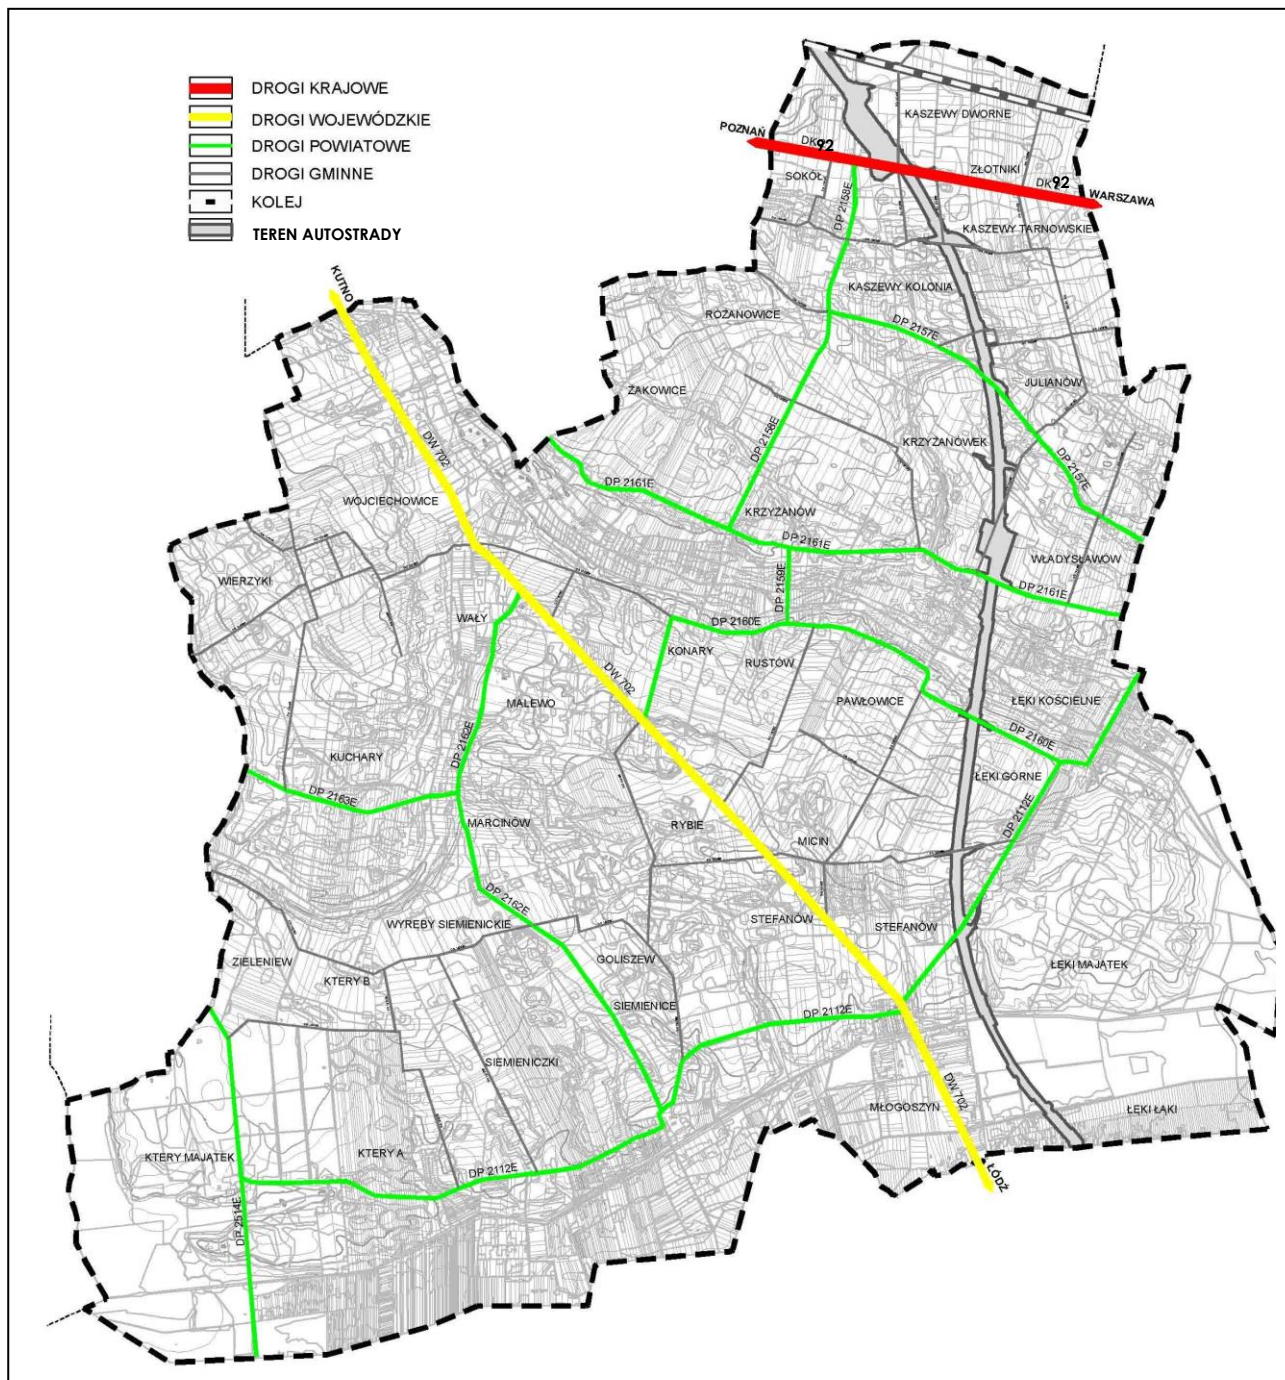 DROGI KRAJOWE
DROGI WOJEWÓDZKIE
DROGI POWIATOWE
DROGI GMINNE
KOLEJ
TEREN AUTOSTRADY
KASZEWY DWORNE
POZNAŃ
DK 92
ZŁOTNIKI
SOKÓŁ
DK 92
WARSZAWA
DP 2158E
KASZEWY TARNOWSKIE
KUTNO
KASZEWY KOLONIA
ROŻANOWICE
DP 2157E
ŻAKOWICE
JULIANÓW
DP 2158E
KRZYŻANÓWEK
DW 702
DP 2157E
DP 2161E
WOJCIECHOWICE
KRZYŻANÓW
DP 2161E
WŁADYSŁAWÓW
WIERZYKI
DP 2159E
DP 2161E
WAŁY
DP 2160E
KONARY
RUSTÓW
DW 702
MALEWO
PAWŁOWICE
ŁĘKI KOŚCIELNE
DP 2162E
DP 2160E
KUCHARY
ŁĘKI GÓRNE
DP 2163E
MARCINÓW
RYBIE
DP 2112E
MICIN
DP 2162E
WYREBY SIEMIENICKIE
STEFANÓW
STEFANÓW
ZIELENIEW
GOLISZEW
ŁĘKI MAJĄTEK
KTERY B
SIEMIENICE
DP 2112E
SIEMIENICZKI
DW 702
MŁOGOSZYN
ŁĘKI ŁĄKI
KTERY MAJĄTEK
KTERY A
DP 2112E
ŁÓDŹ
DP 2514E